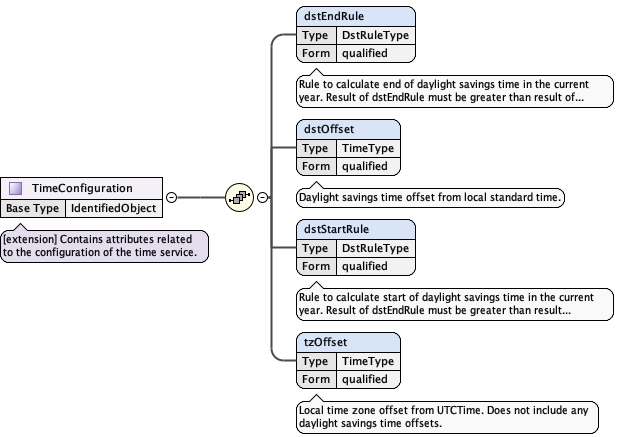 dstEndRule
Type DstRuleType
Form qualified
Rule to calculate end of daylight savings time in the current
year. Result of dstEndRule must be greater than result of...
dstOffset
Type TimeType
Form qualified
Daylight savings time offset from local standard time.
TimeConfiguration
Base Type IdentifiedObject
[extension] Contains attributes related
to the configuration of the time service.
dstStartRule
Type DstRuleType
Form qualified
Rule to calculate start of daylight savings time in the current
year. Result of dstEndRule must be greater than result...
tzOffset
Type TimeType
Form qualified
Local time zone offset from UTCTime. Does not include any
daylight savings time offsets.